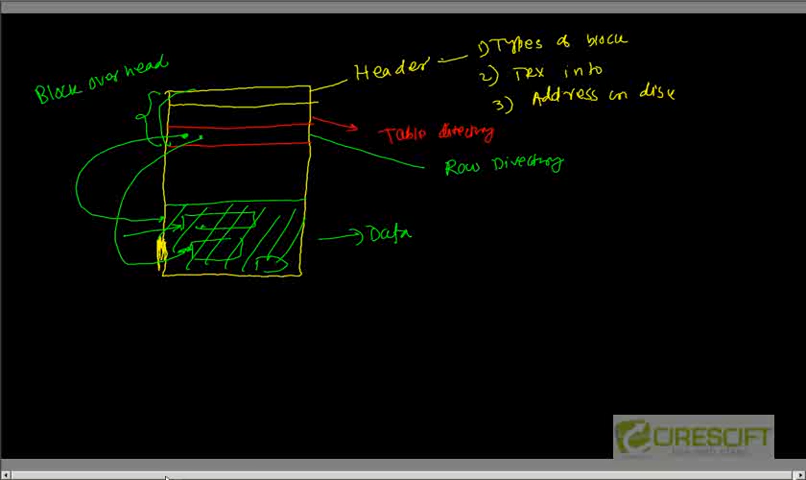 Block overhead
Header
1) Types of block
2) Trx info
3) Address on disk
Table directory
Row Directory
Data
CIRESCIFT